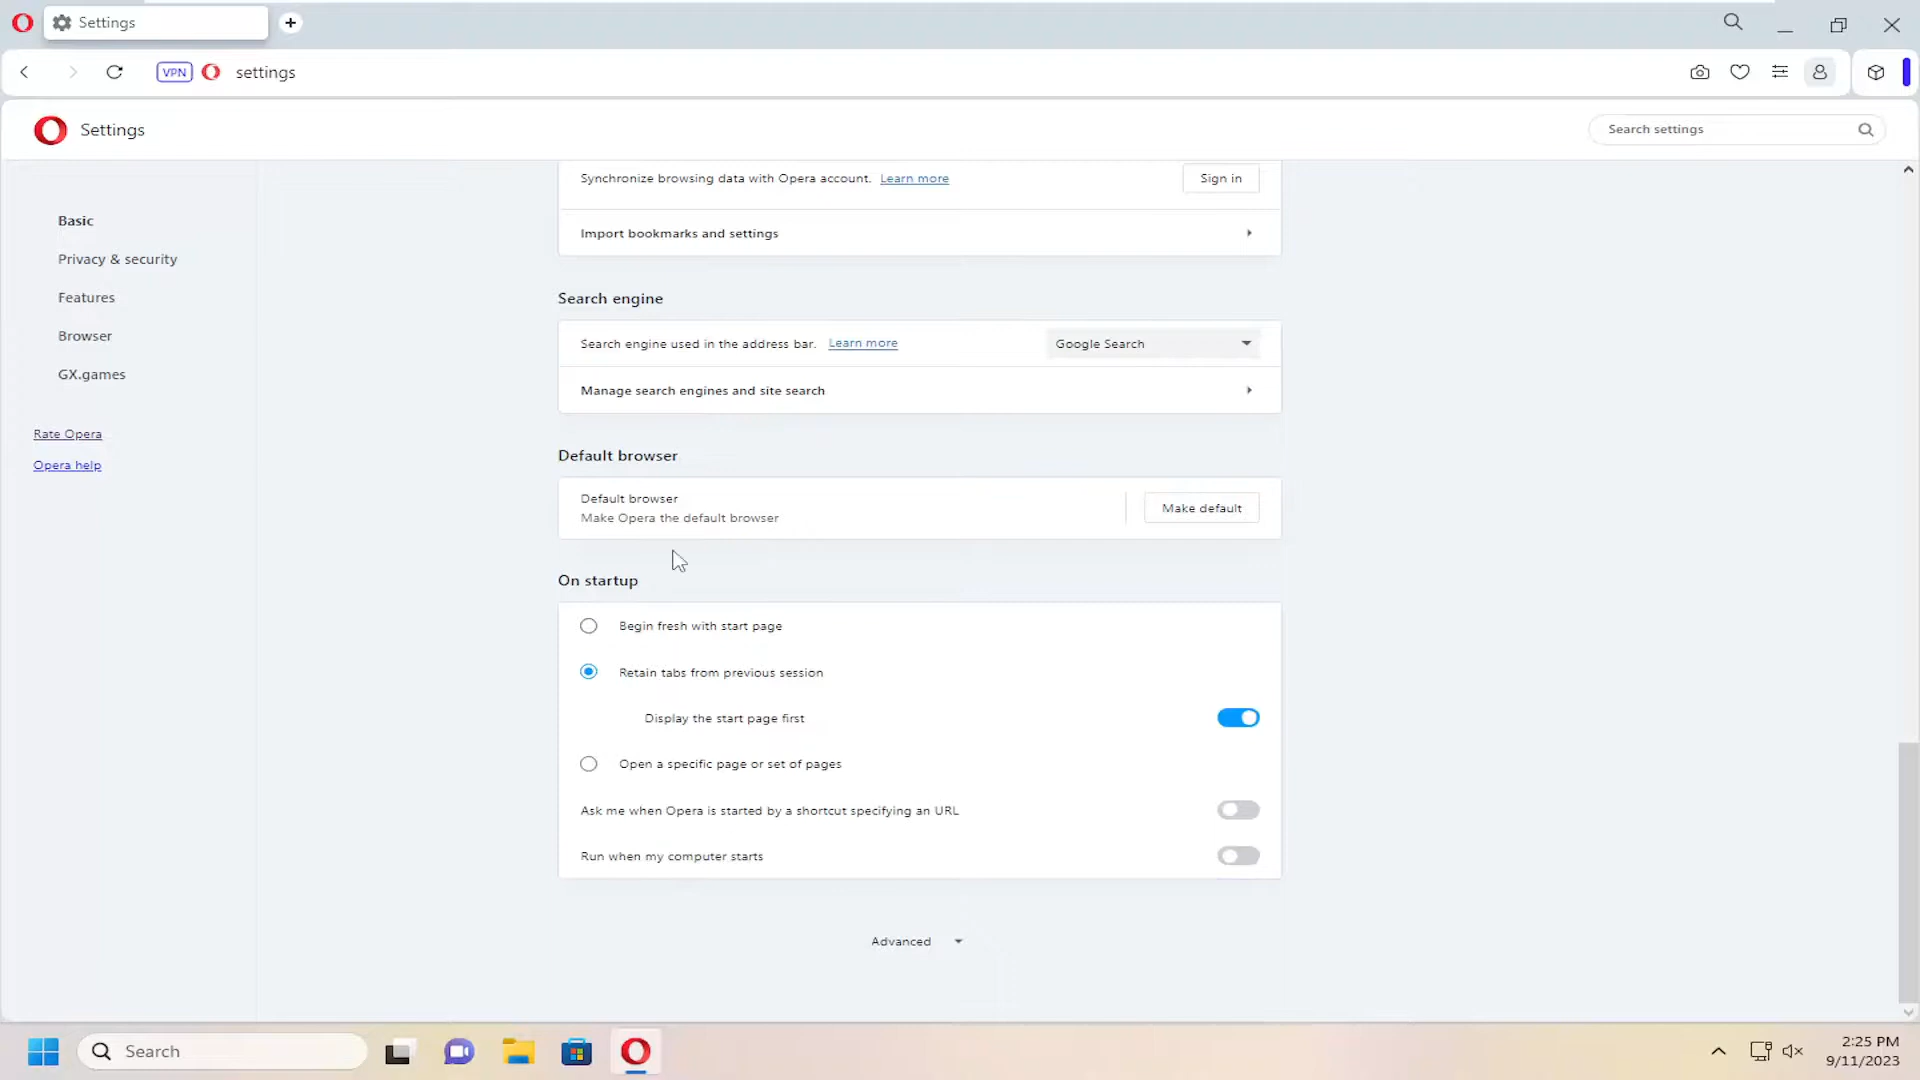 Settings
VPN
settings
Settings
Search settings
Basic
Privacy & security
Features
Browser
GX.games
Rate Opera
Opera help
Synchronize browsing data with Opera account. Learn more
Sign in
Import bookmarks and settings
Search engine
Search engine used in the address bar. Learn more
Google Search
Manage search engines and site search
Default browser
Default browser
Make Opera the default browser
Make default
On startup
Begin fresh with start page
Retain tabs from previous session
Display the start page first
Open a specific page or set of pages
Ask me when Opera is started by a shortcut specifying an URL
Run when my computer starts
Advanced
Search
2:25 PM
9/11/2023